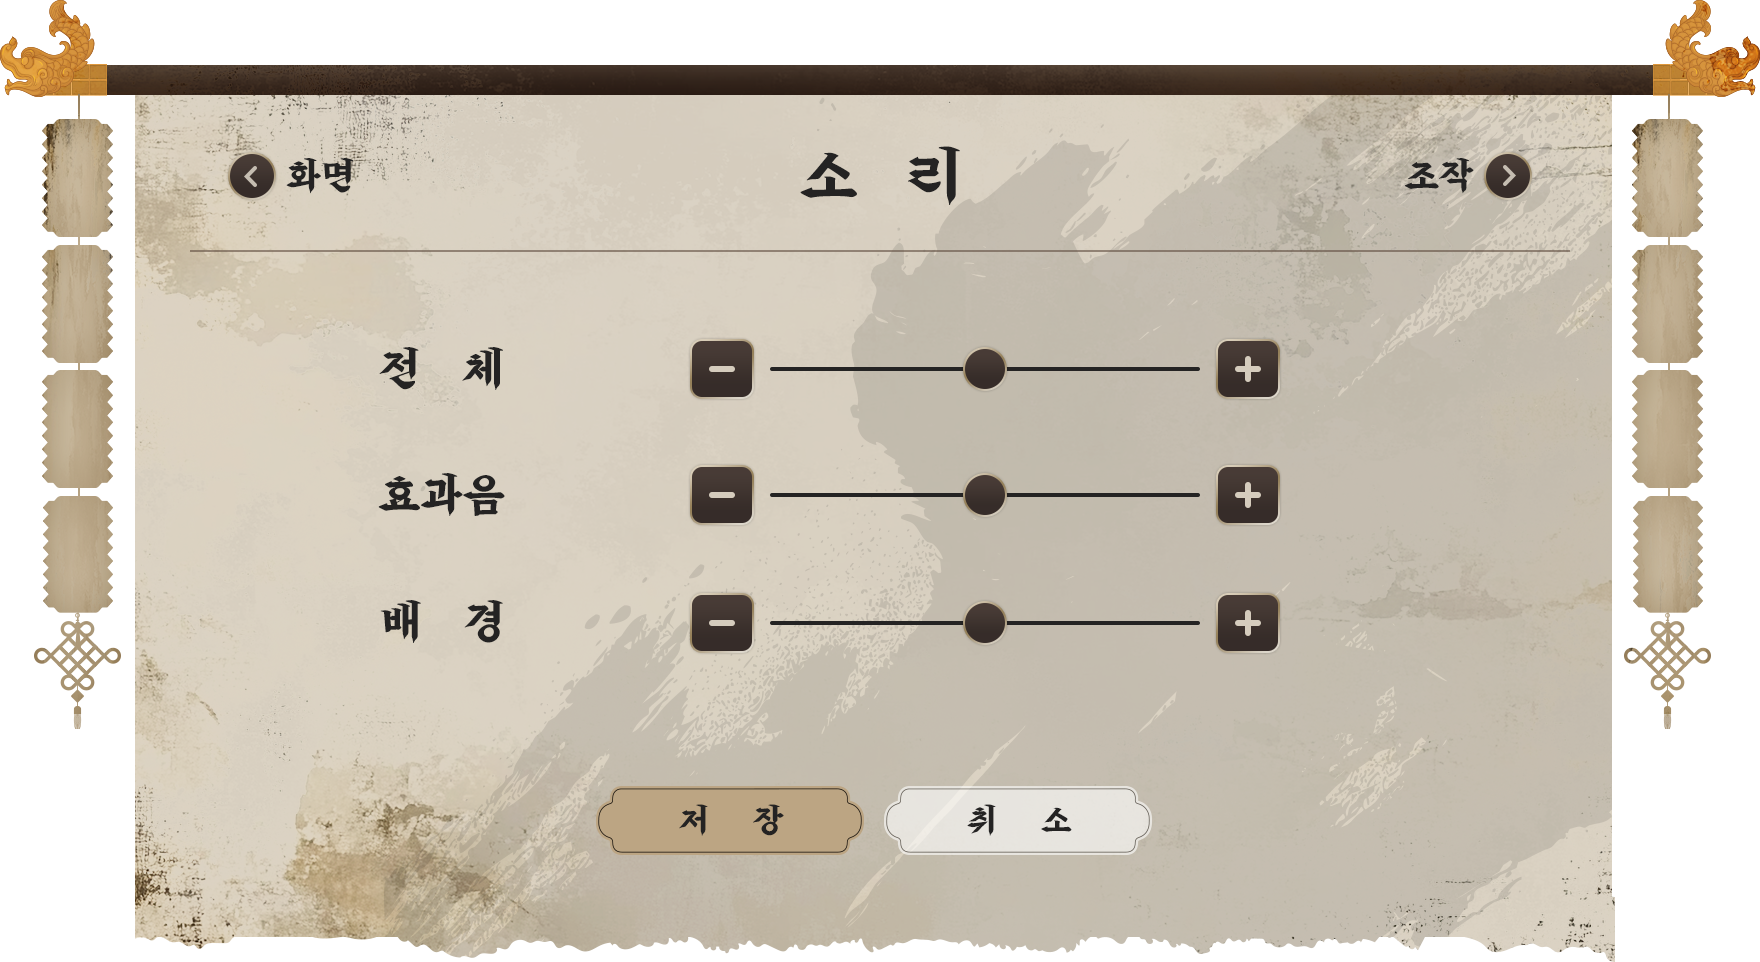 화면 소 리 조작
전 체
효과음
배 경
저 장 취 소